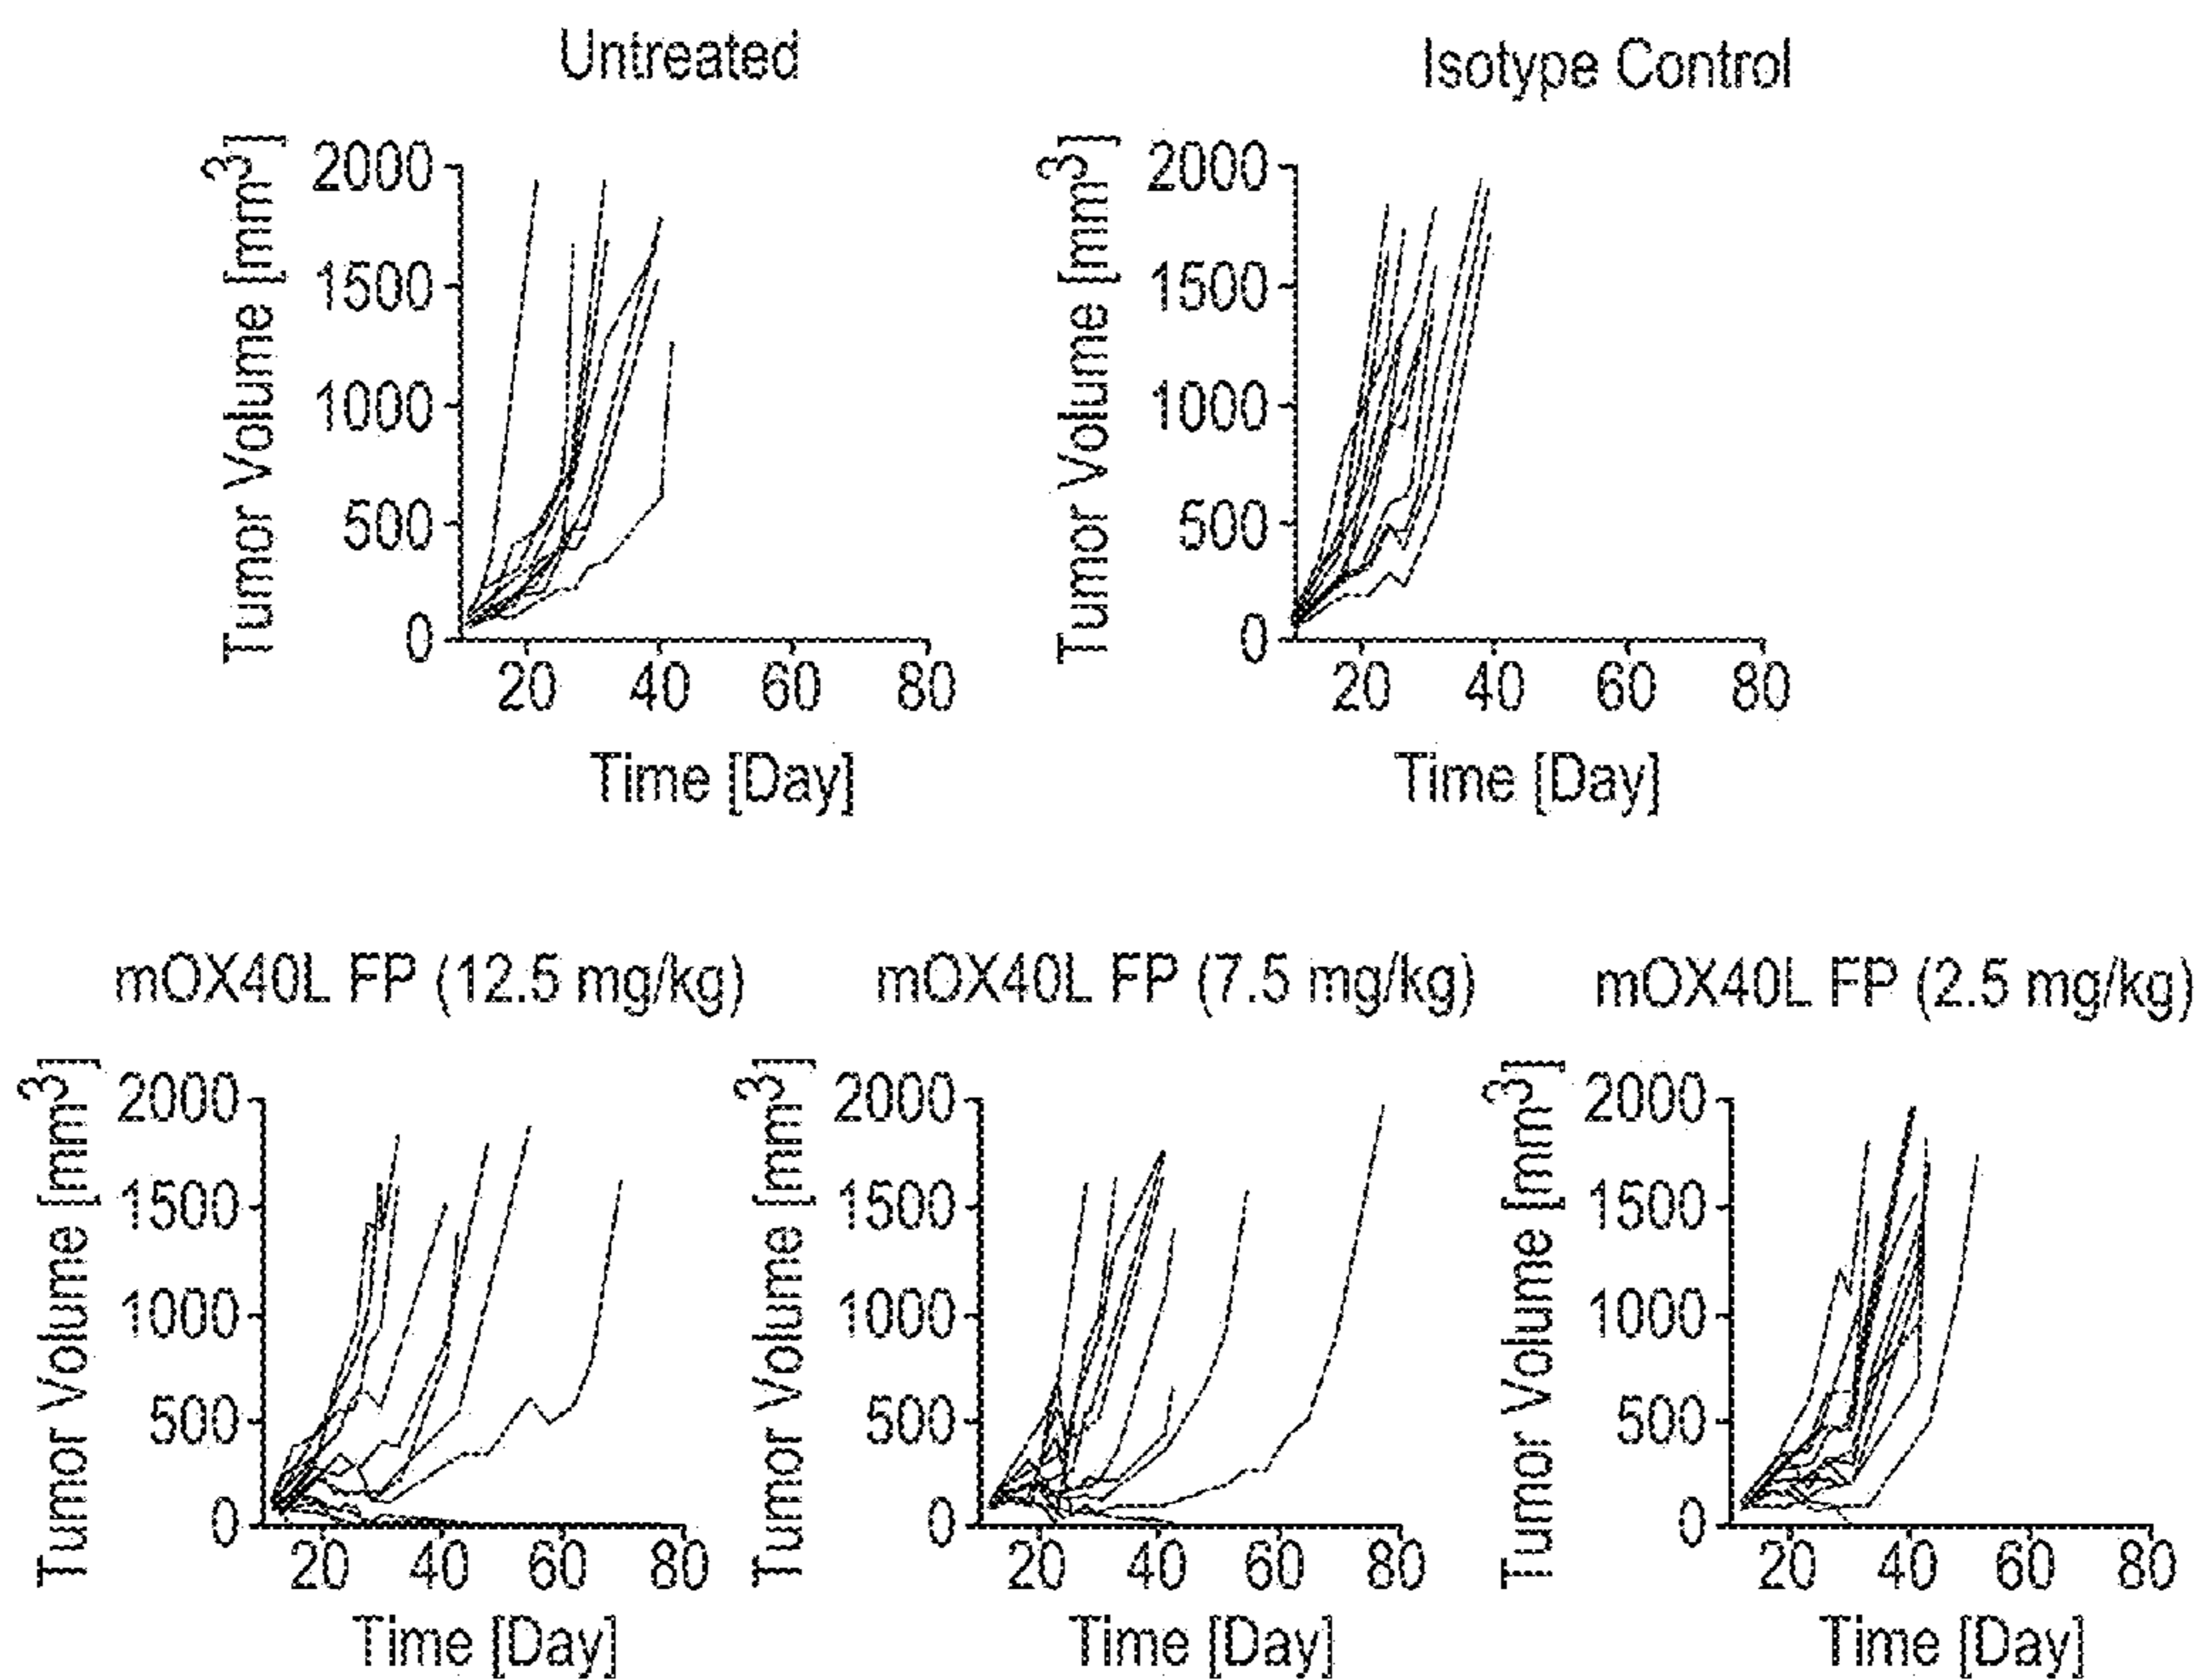 Untreated
Isotype Control
Tumor Volume [mm3]
2000
1500
1000
500
0
20 40 60 80
Time [Day]
Tumor Volume [mm3]
2000
1500
1000
500
0
20 40 60 80
Time [Day]
mOX40L FP (12.5 mg/kg)
mOX40L FP (7.5 mg/kg)
mOX40L FP (2.5 mg/kg)
Tumor Volume [mm3]
2000
1500
1000
500
0
20 40 60 80
Time [Day]
Tumor Volume [mm3]
2000
1500
1000
500
0
20 40 60 80
Time [Day]
Tumor Volume [mm3]
2000
1500
1000
500
0
20 40 60 80
Time [Day]